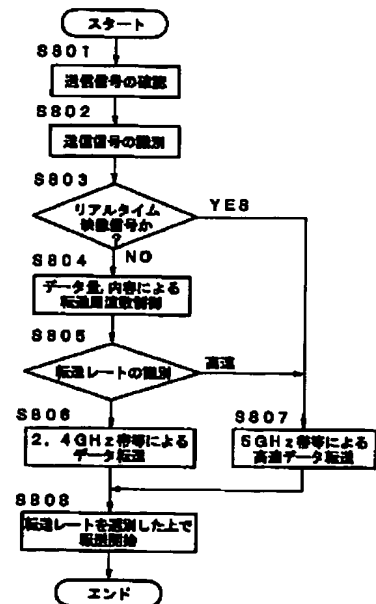 スタート
S801
送信信号の確認
S802
送信信号の識別
S803
リアルタイム
映像信号か
?
YES
NO
S804
データ量,内容による
転送周波数制御
S805
転送レートの識別
高速
S806
2.4GHz帯等による
データ転送
S807
5GHz帯等による
高速データ転送
S808
転送レートを選別した上で
転送開始
エンド